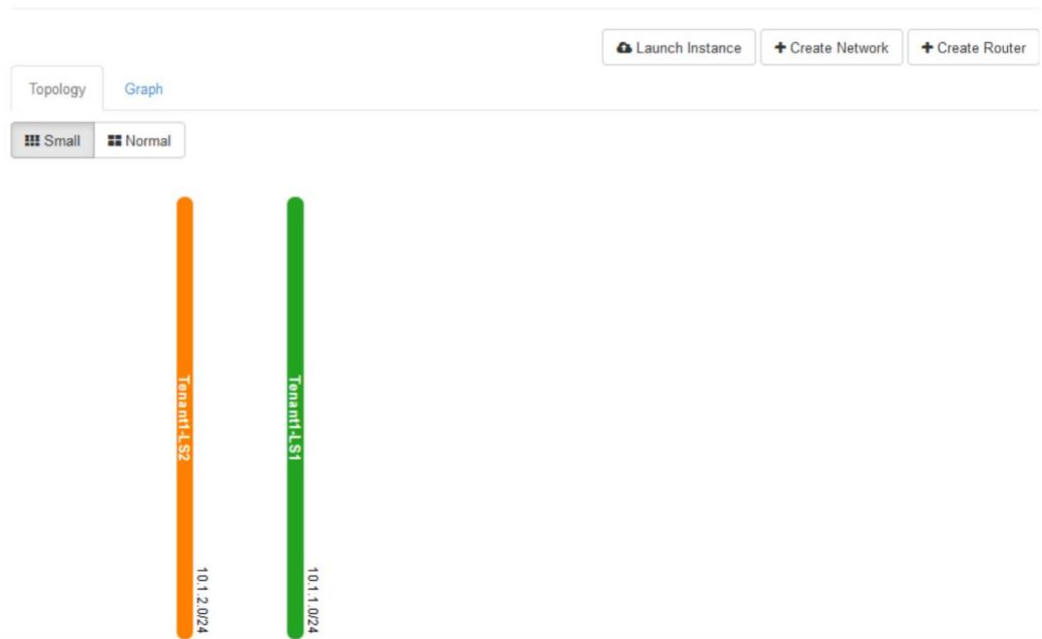 Launch Instance
+ Create Network
+ Create Router
Topology
Graph
Small
Normal
Tenant1-LS2
10.1.2.0/24
Tenant1-LS1
10.1.1.0/24